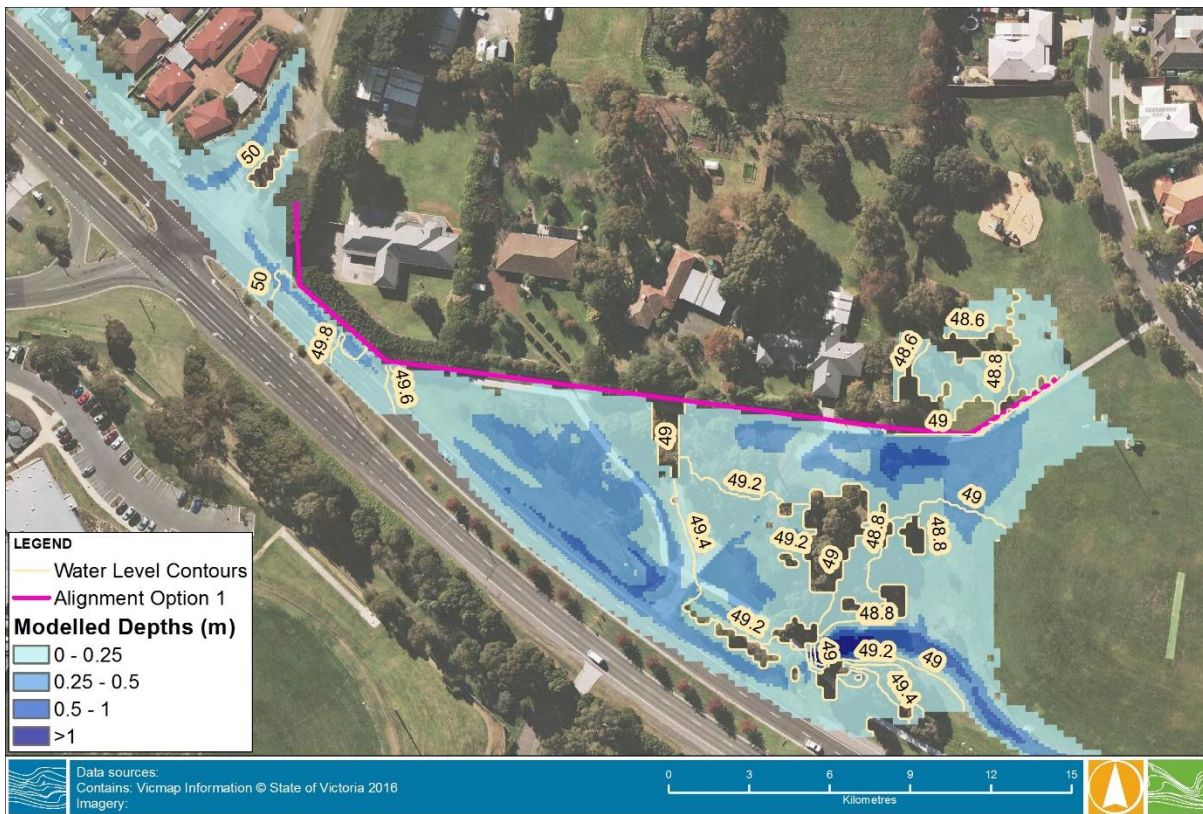 50
50
49.8
49.6
48.6
48.6
48.8
49
49
49.2
49
49.4
49.2
48.8
48.8
49
49.2
48.8
49
49.2
49
49.4
LEGEND
Water Level Contours
Alignment Option 1
Modelled Depths (m)
0 - 0.25
0.25 - 0.5
0.5 - 1
>1
Data sources:
Contains: Vicmap Information © State of Victoria 2016
Imagery:
0 3 6 9 12 15
Kilometres